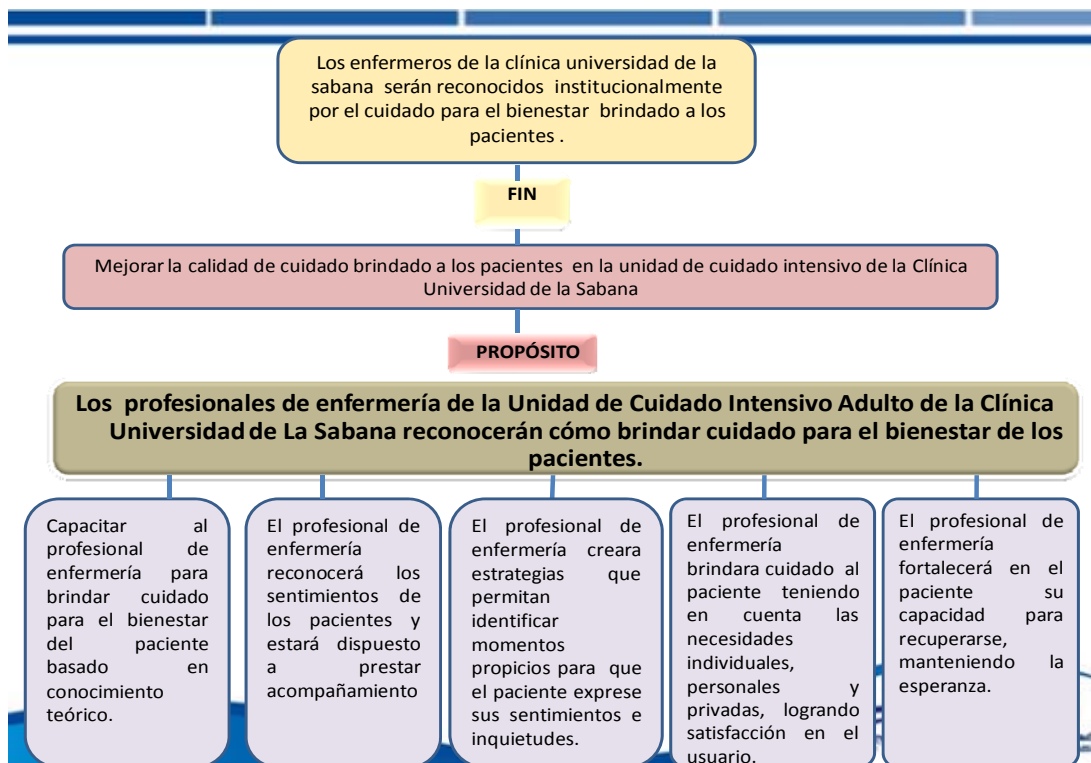 Los enfermeros de la clínica universidad de la
sabana serán reconocidos institucionalmente
por el cuidado para el bienestar brindado a los
pacientes .
FIN
Mejorar la calidad de cuidado brindado a los pacientes en la unidad de cuidado intensivo de la Clínica
Universidad de la Sabana
PROPÓSITO
Los profesionales de enfermería de la Unidad de Cuidado Intensivo Adulto de la Clínica
Universidad de La Sabana reconocerán cómo brindar cuidado para el bienestar de los
pacientes.
Capacitar al
profesional de
enfermería para
brindar cuidado
para el bienestar
del paciente
basado en
conocimiento
teórico.
El profesional de
enfermería
reconocerá los
sentimientos de
los pacientes y
estará dispuesto
a prestar
acompañamiento
El profesional de
enfermería creara
estrategias que
permitan
identificar
momentos
propicios para que
el paciente exprese
sus sentimientos e
inquietudes.
El profesional de
enfermería
brindara cuidado al
paciente teniendo
en cuenta las
necesidades
individuales,
personales y
privadas, logrando
satisfacción en el
usuario.
El profesional de
enfermería
fortalecerá en el
paciente su
capacidad para
recuperarse,
manteniendo la
esperanza.